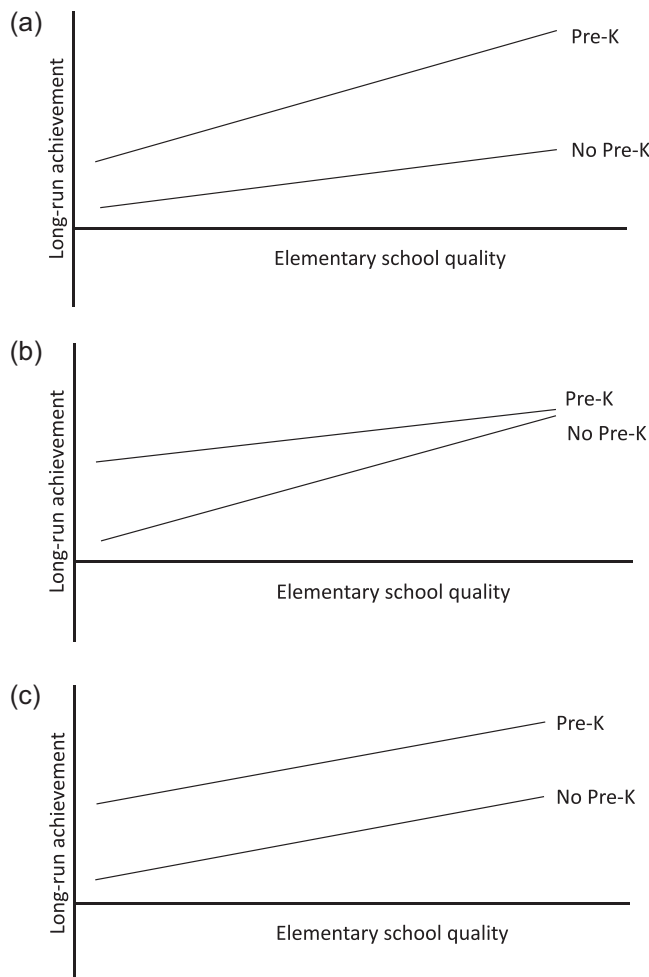 (a)
Long-run achievement
Pre-K
No Pre-K
Elementary school quality
(b)
Long-run achievement
Pre-K
No Pre-K
Elementary school quality
(c)
Long-run achievement
Pre-K
No Pre-K
Elementary school quality